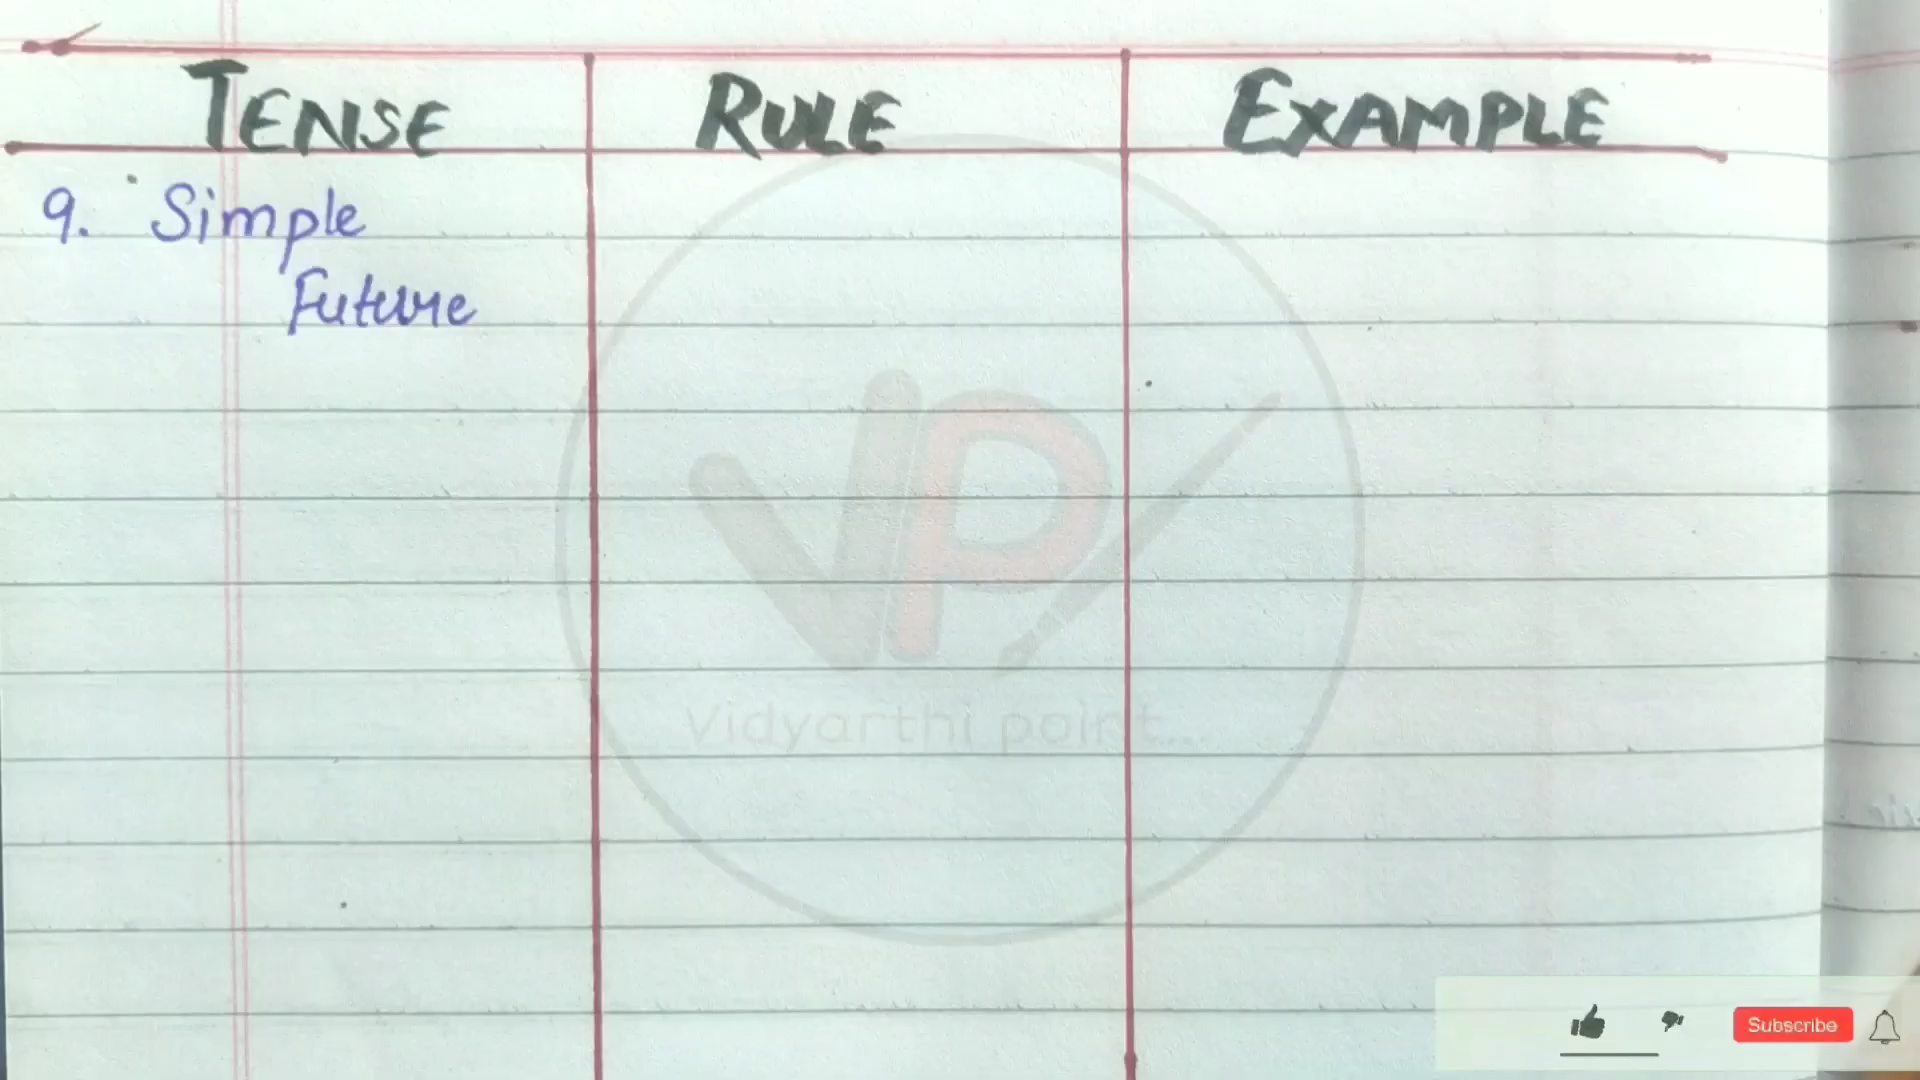 TENSE RULE EXAMPLE
9. Simple
Future
Vidyarthi point...
Subscribe